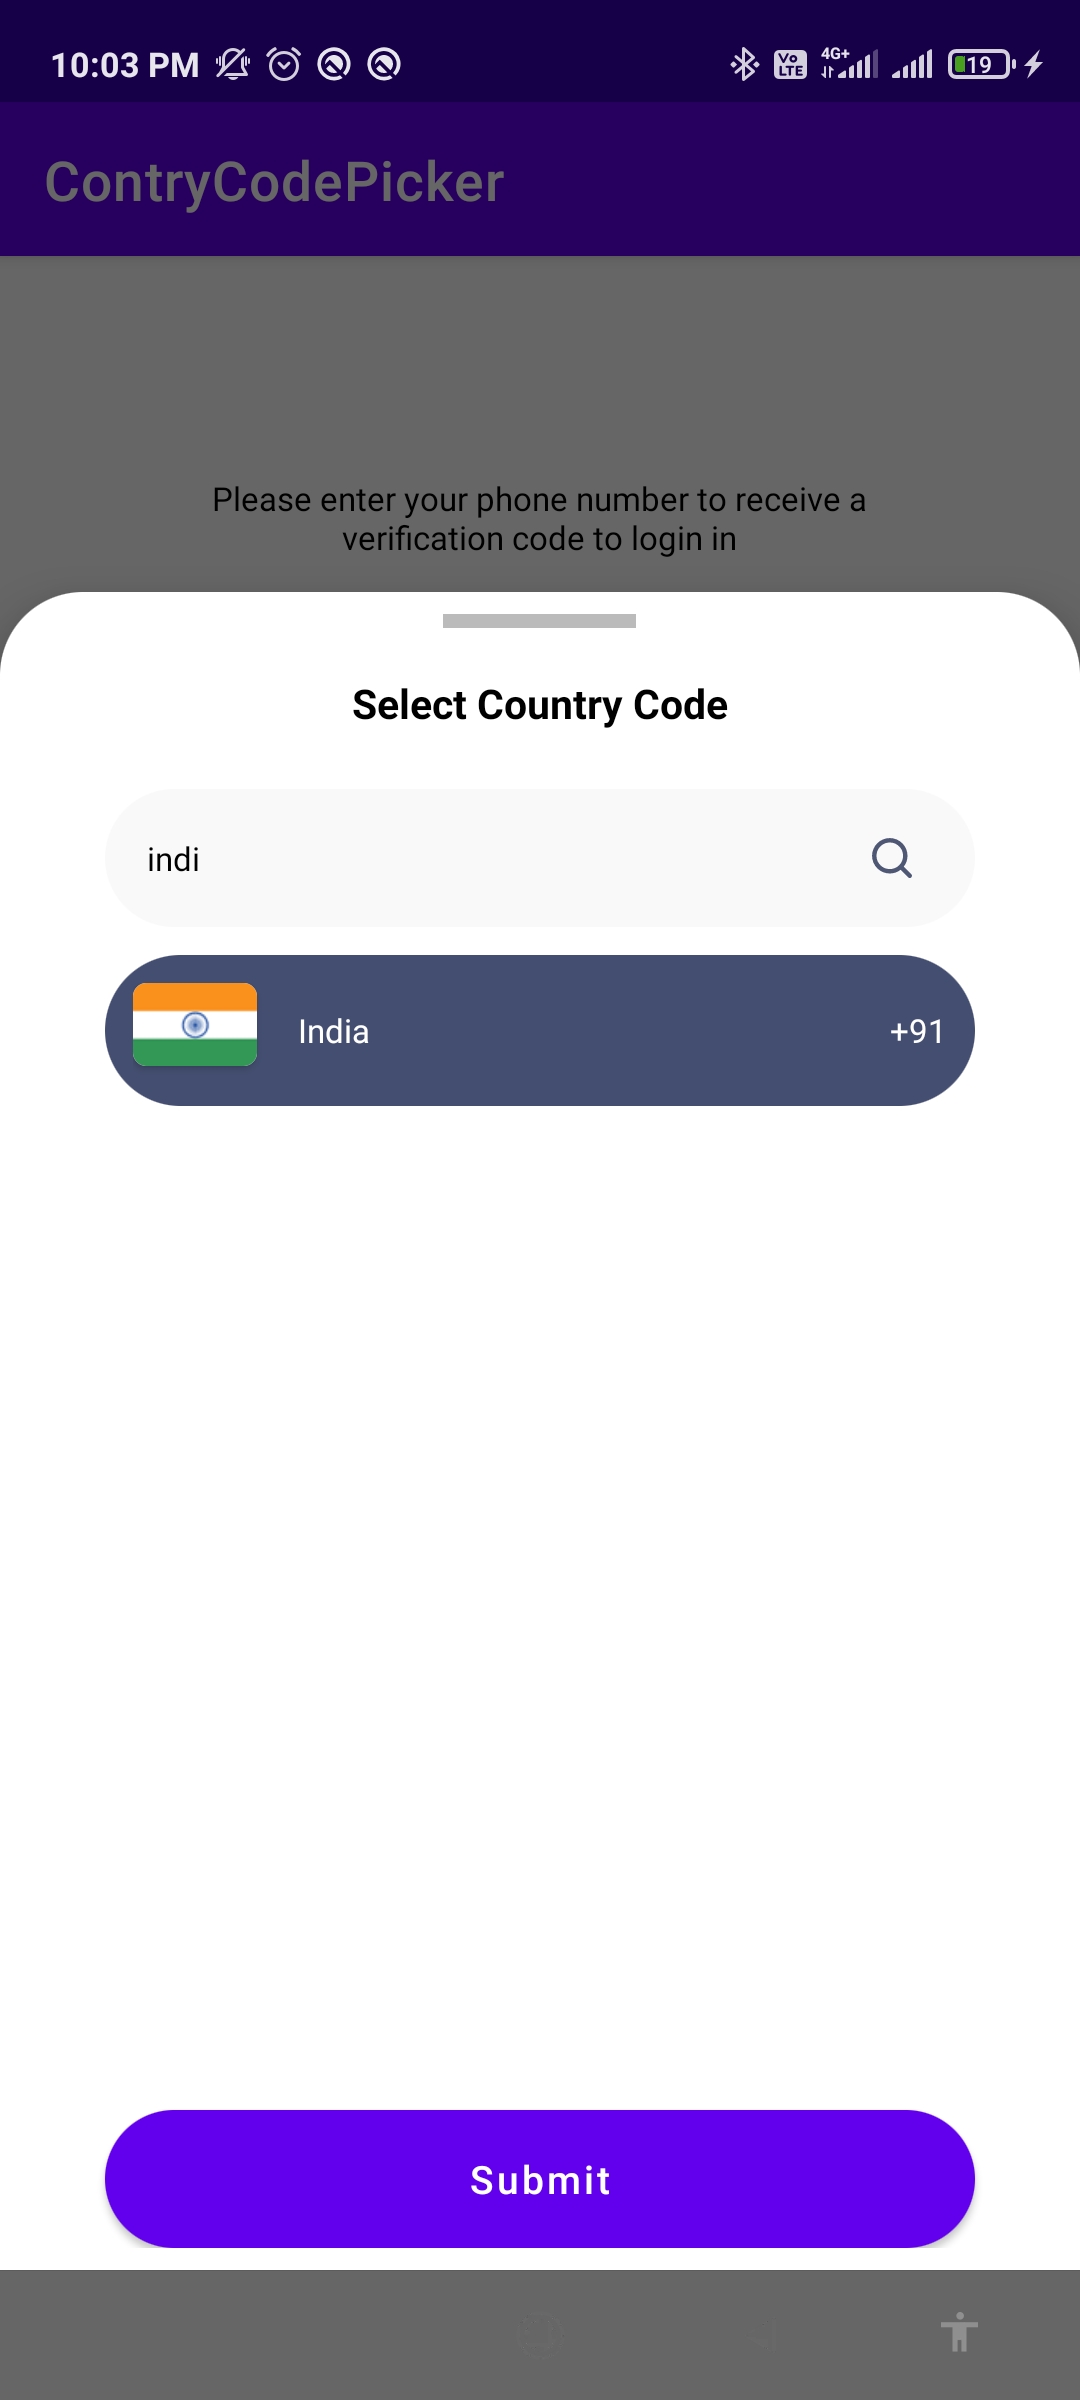 10:03 PM
Vo
LTE
4G+
19
ContryCodePicker
Please enter your phone number to receive a
verification code to login in
Select Country Code
indi
India +91
Submit